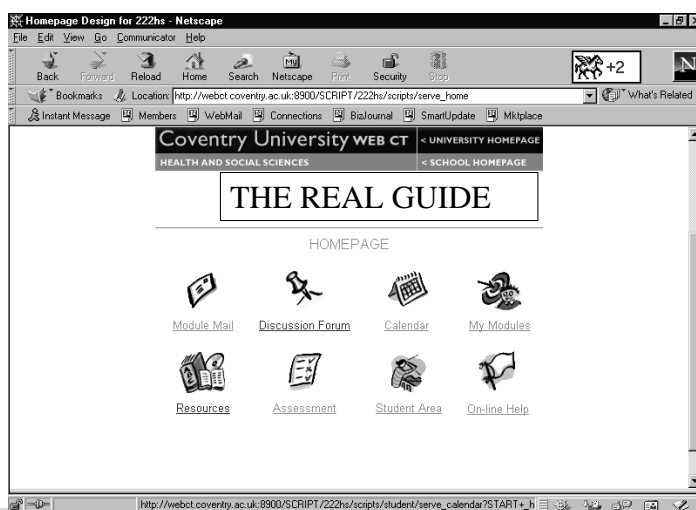 Homepage Design for 222hs - Netscape
File Edit View Go Communicator Help
Back Forward Reload Home Search Netscape Print Security Stop
My
+2
N
Bookmarks Location: http://webct.coventry.ac.uk:8900/SCRIPT/222hs/scripts/serve_home What's Related
Instant Message Members WebMail Connections BizJournal SmartUpdate Mktplace
Coventry University WEB CT < UNIVERSITY HOMEPAGE
HEALTH AND SOCIAL SCIENCES < SCHOOL HOMEPAGE
THE REAL GUIDE
HOMEPAGE
Module Mail Discussion Forum Calendar My Modules
Resources Assessment Student Area On-line Help
http://webct.coventry.ac.uk:8900/SCRIPT/222hs/scripts/student/serve_calendar?START+_h